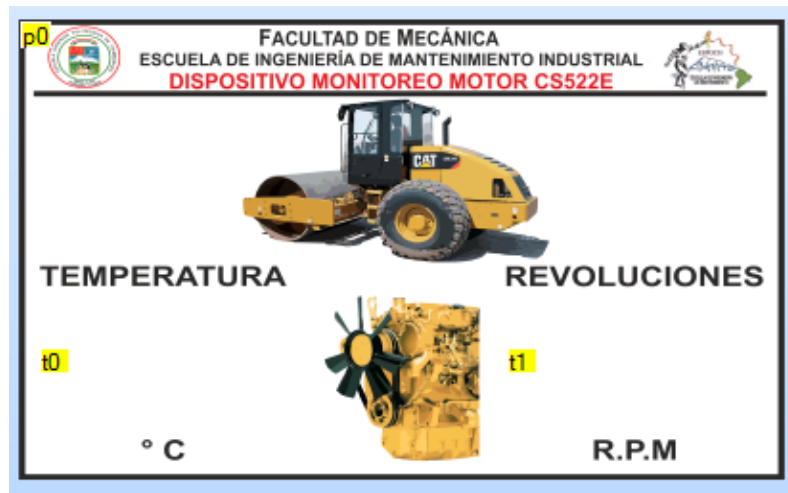 p0
FACULTAD DE MECÁNICA
ESCUELA DE INGENIERÍA DE MANTENIMIENTO INDUSTRIAL
DISPOSITIVO MONITOREO MOTOR CS522E
CAT
TEMPERATURA
REVOLUCIONES
t0
t1
° C
R.P.M